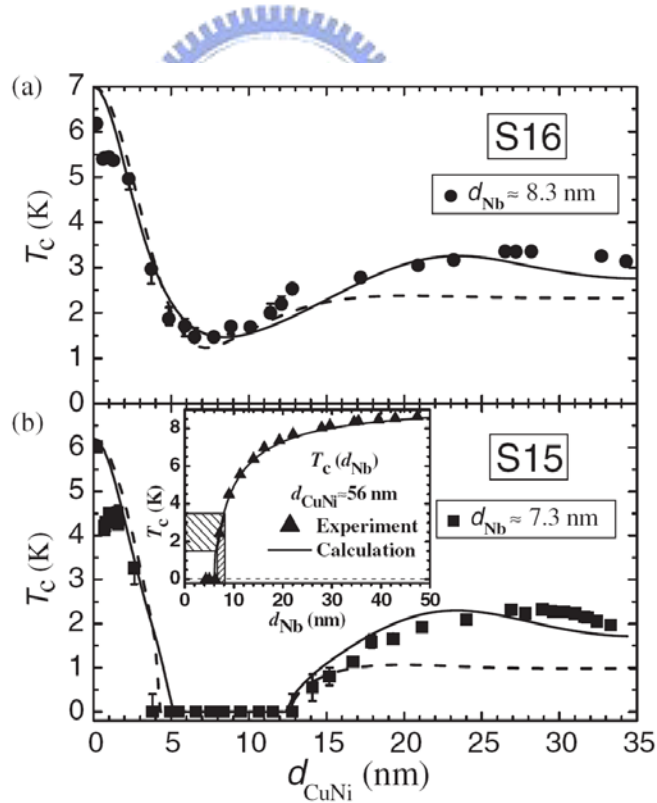 (a)
7
6
5
4
3
2
1
0
T_c (K)
S16
d_Nb ≈ 8.3 nm
(b)
6
5
4
3
2
1
0
T_c (K)
S15
d_Nb ≈ 7.3 nm
8
6
4
2
0
T_c (K)
T_c (d_Nb)
d_CuNi=56 nm
Experiment
Calculation
0 10 20 30 40 50
d_Nb (nm)
0 5 10 15 20 25 30 35
d_CuNi (nm)